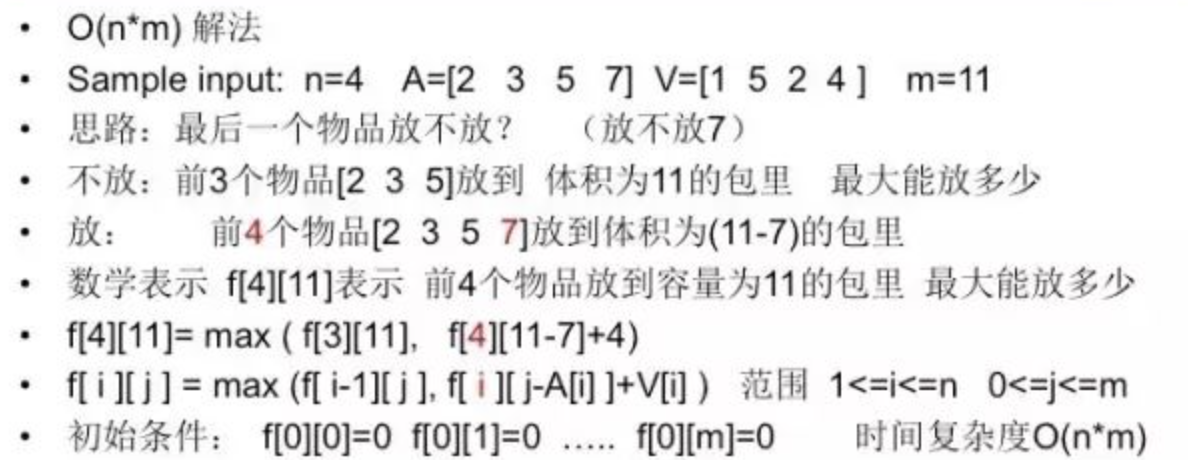 • O(n*m) 解法
• Sample input: n=4 A=[2 3 5 7] V=[1 5 2 4 ] m=11
• 思路：最后一个物品放不放？ （放不放7）
• 不放：前3个物品[2 3 5]放到 体积为11的包里 最大能放多少
• 放： 前4个物品[2 3 5 7]放到体积为(11-7)的包里
• 数学表示 f[4][11]表示 前4个物品放到容量为11的包里 最大能放多少
• f[4][11]= max ( f[3][11], f[4][11-7]+4)
• f[ i ][ j ] = max (f[ i-1][ j ], f[ i ][ j-A[i] ]+V[i] ) 范围 1<=i<=n 0<=j<=m
• 初始条件： f[0][0]=0 f[0][1]=0 ..... f[0][m]=0 时间复杂度O(n*m)